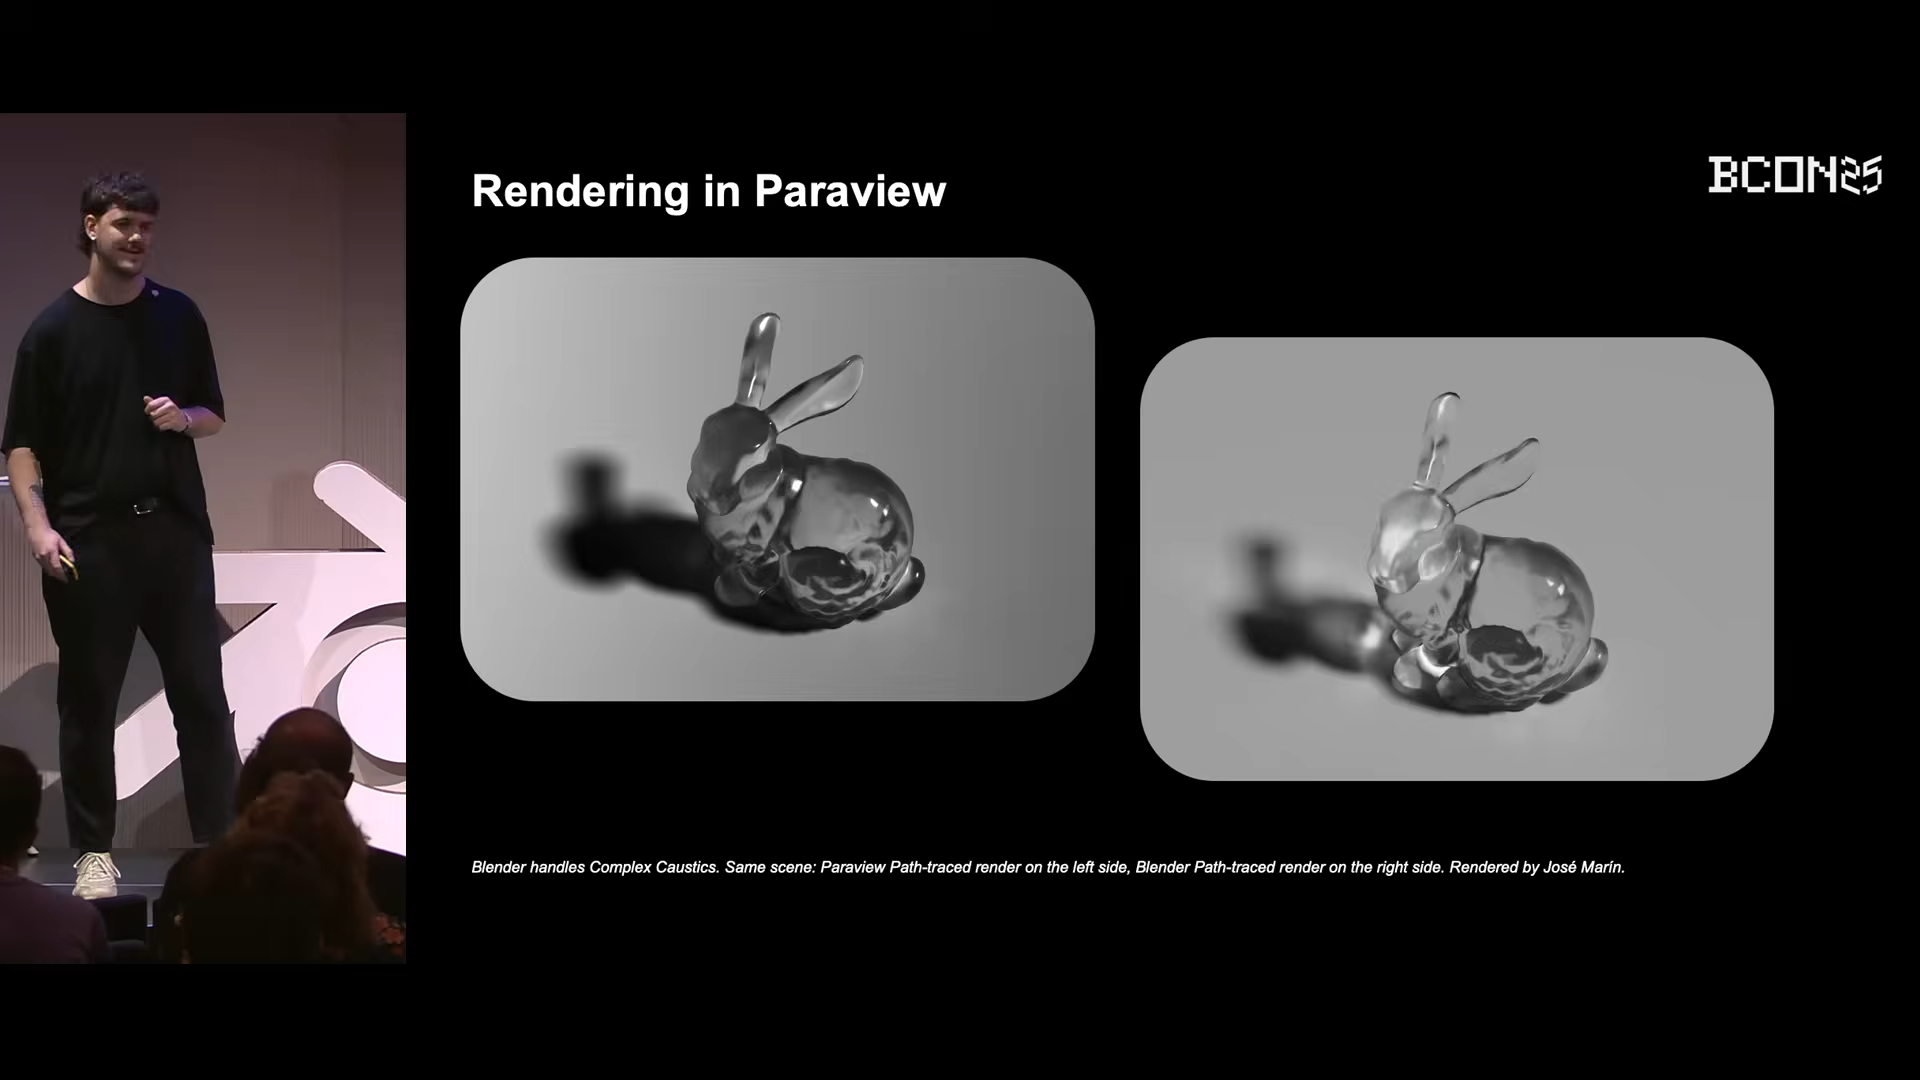 Rendering in Paraview
BCON25
Blender handles Complex Caustics. Same scene: Paraview Path-traced render on the left side, Blender Path-traced render on the right side. Rendered by José Marín.